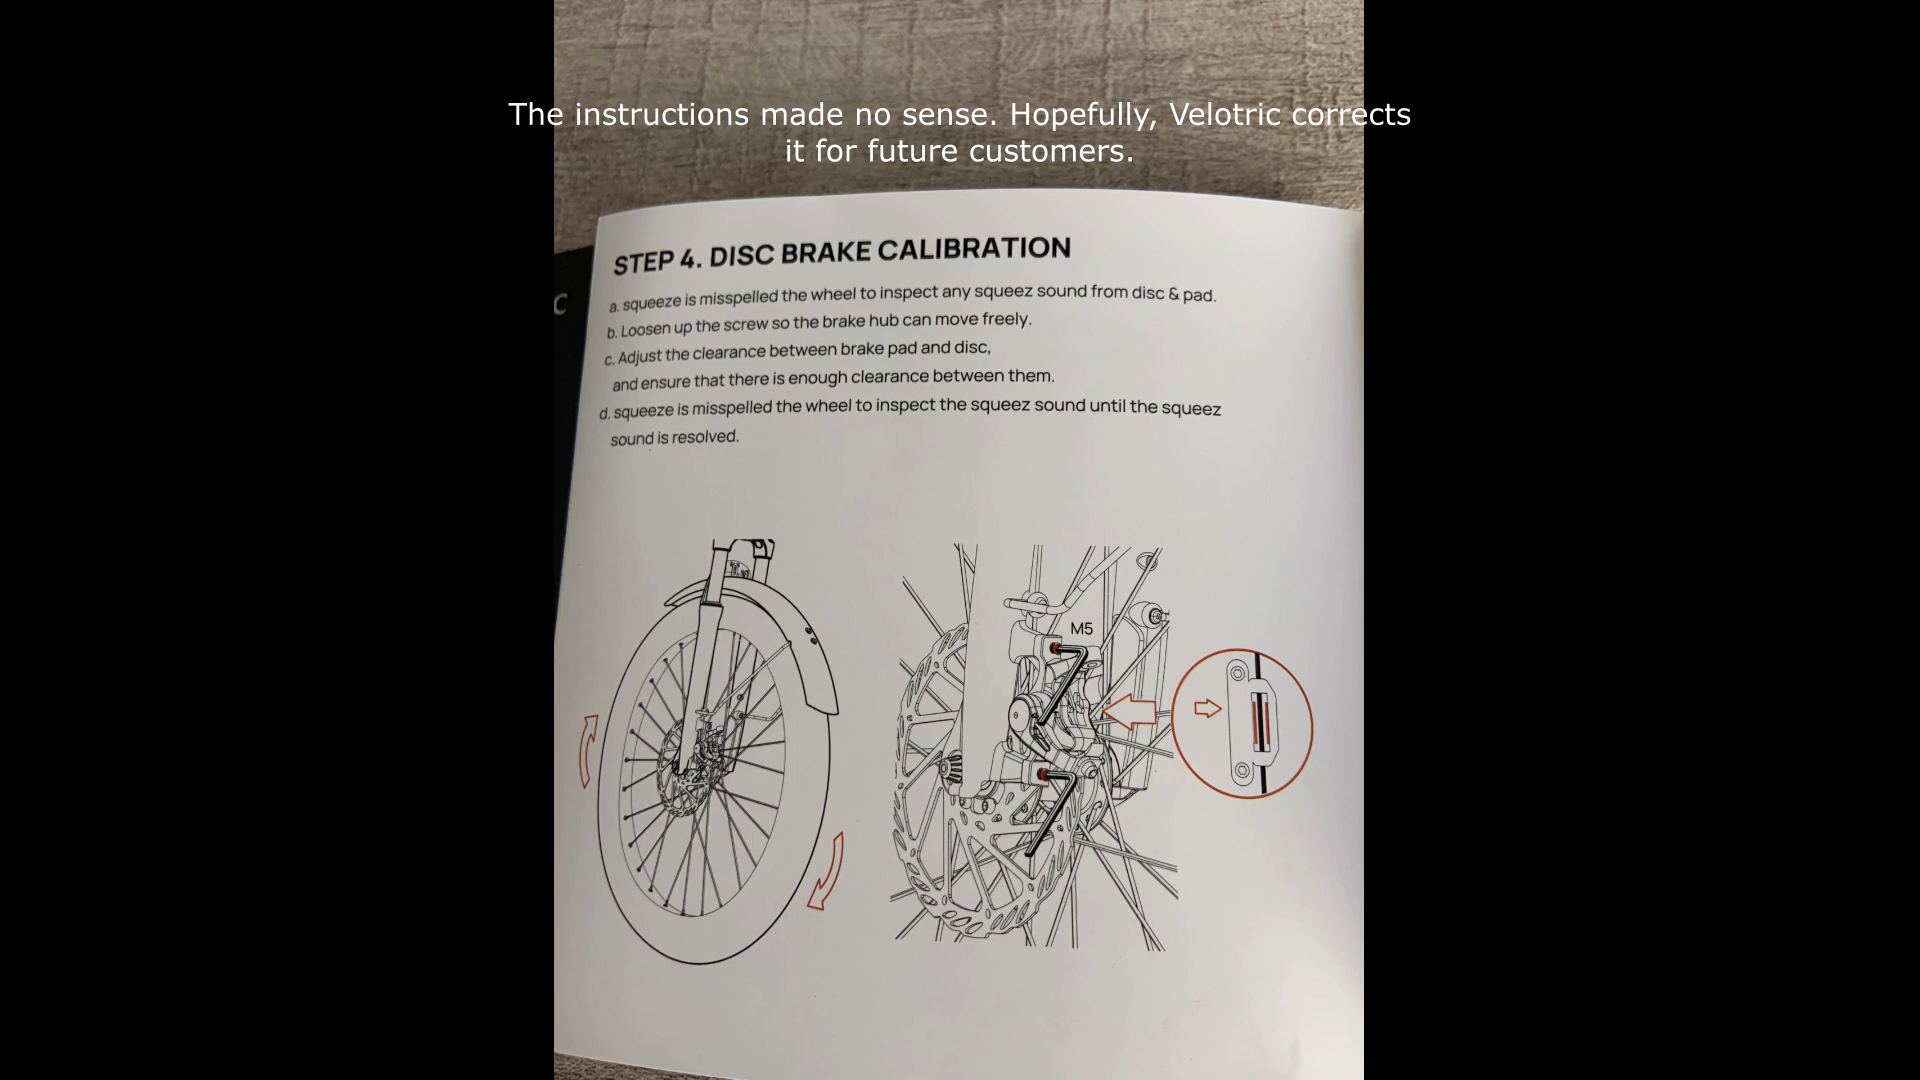 The instructions made no sense. Hopefully, Velotric corrects
it for future customers.
C
STEP 4. DISC BRAKE CALIBRATION
a. squeeze is misspelled the wheel to inspect any squeez sound from disc & pad.
b. Loosen up the screw so the brake hub can move freely.
c. Adjust the clearance between brake pad and disc,
and ensure that there is enough clearance between them.
d. squeeze is misspelled the wheel to inspect the squeez sound until the squeez
sound is resolved.
M5